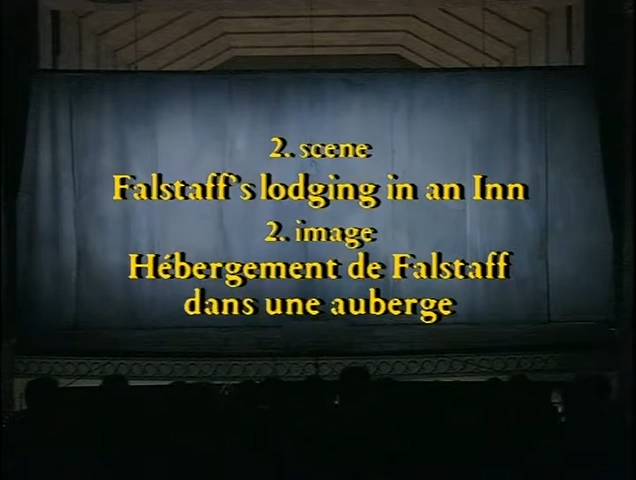 2. scene
Falstaff's lodging in an Inn
2. image
Hébergement de Falstaff
dans une auberge